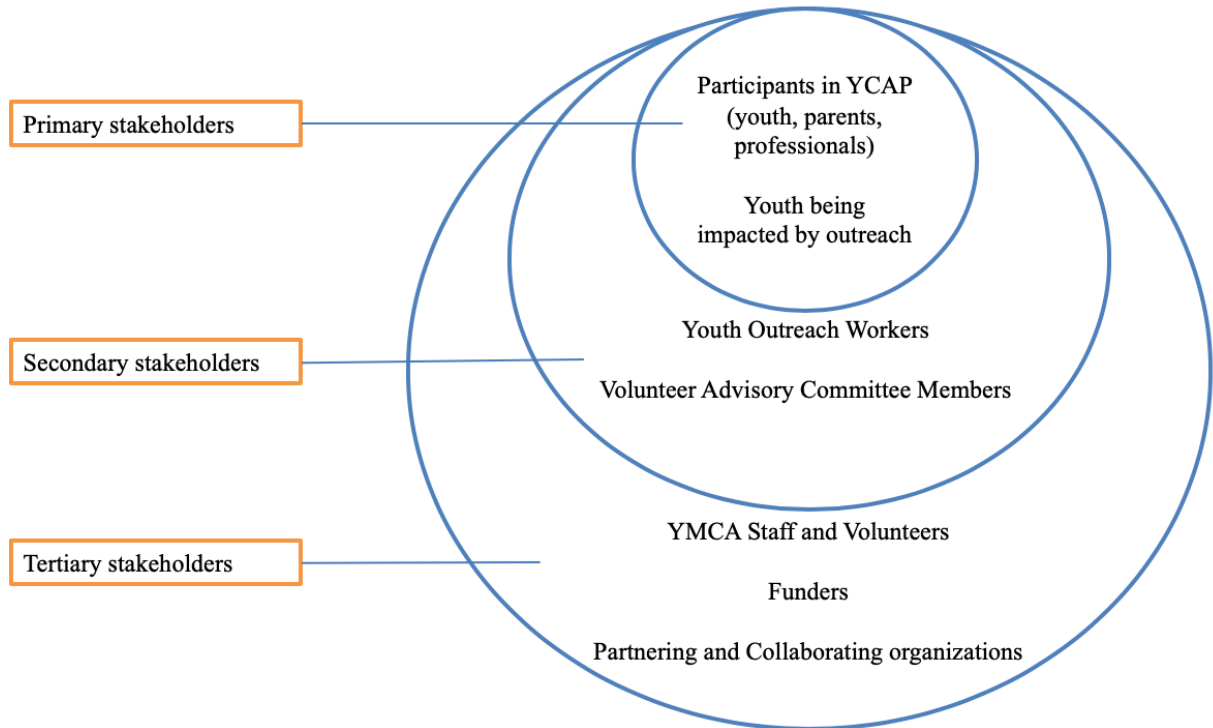 Participants in YCAP
(youth, parents,
professionals)
Primary stakeholders
Youth being
impacted by outreach
Youth Outreach Workers
Secondary stakeholders
Volunteer Advisory Committee Members
YMCA Staff and Volunteers
Tertiary stakeholders
Funders
Partnering and Collaborating organizations